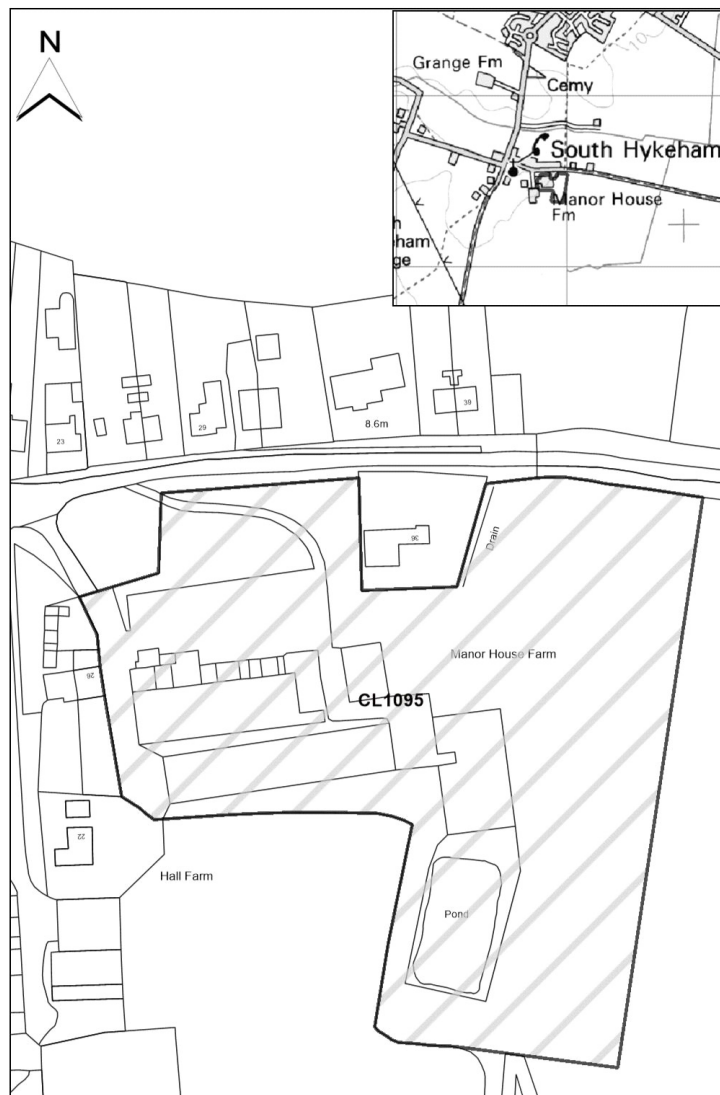 N
Grange Fm
Cemy
10
South Hykeham
Manor House
Fm
h
ham
ge
39
8.6m
29
23
36
Drain
Manor House Farm
26
CL1095
22
Hall Farm
Pond